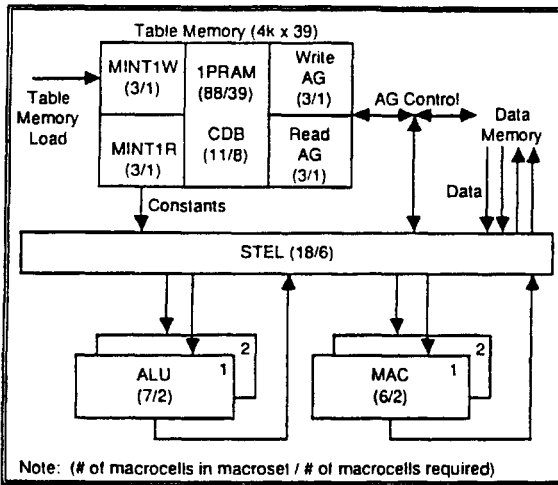 Table Memory (4k x 39)
MINT1W
(3/1)
1PRAM
(88/39)
Write
AG
(3/1)
Table
Memory
Load
AG Control
Data
Memory
MINT1R
(3/1)
CDB
(11/8)
Read
AG
(3/1)
Constants
Data
STEL (18/6)
2
1
ALU
(7/2)
2
1
MAC
(6/2)
Note: (# of macrocells in macroset / # of macrocells required)